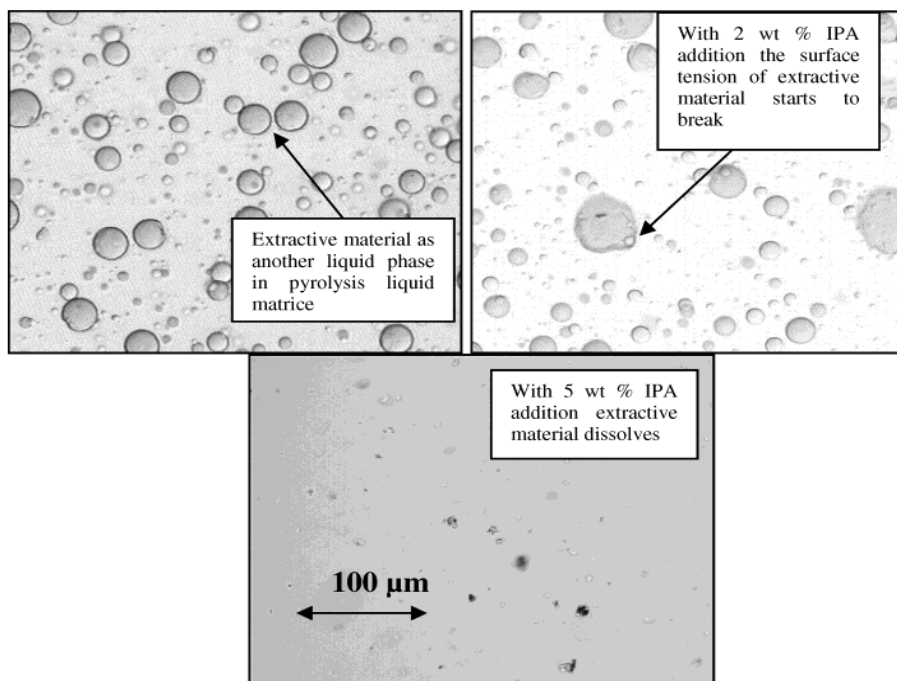 Extractive material as
another liquid phase
in pyrolysis liquid
matrice
With 2 wt % IPA
addition the surface
tension of extractive
material starts to
break
With 5 wt % IPA
addition extractive
material dissolves
100 µm